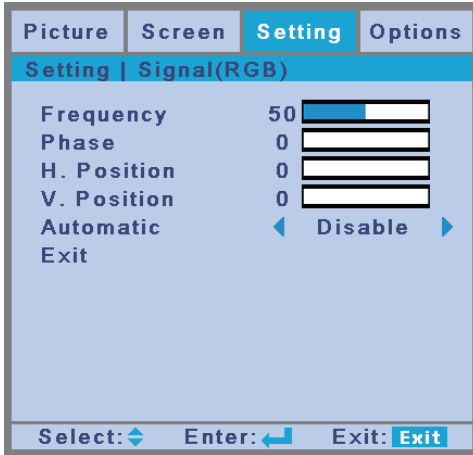 Picture Screen Setting Options
Setting | Signal(RGB)
Frequency 50
Phase 0
H. Position 0
V. Position 0
Automatic Disable
Exit
Select: Enter: Exit: Exit